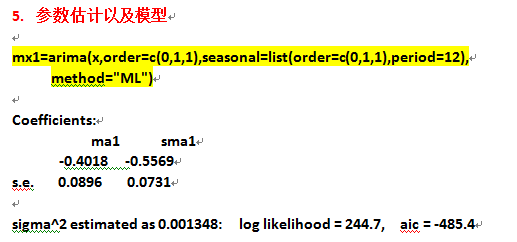 5. 参数估计以及模型
mx1=arima(x,order=c(0,1,1),seasonal=list(order=c(0,1,1),period=12),
method="ML")
Coefficients:
ma1 sma1
-0.4018 -0.5569
s.e. 0.0896 0.0731
sigma^2 estimated as 0.001348: log likelihood = 244.7, aic = -485.4